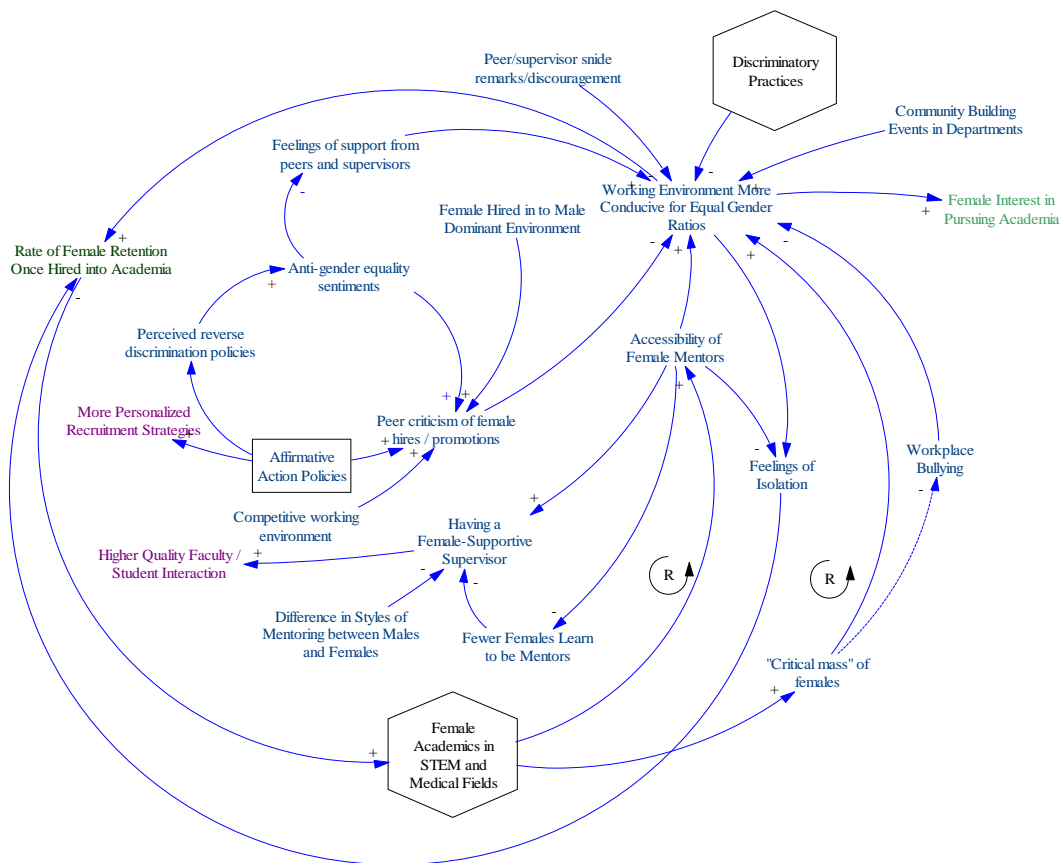 Peer/supervisor snide
remarks/discouragement
Discriminatory
Practices
Community Building
Events in Departments
Feelings of support from
peers and supervisors
Working Environment More
Conducive for Equal Gender
Ratios
Female Interest in
Pursuing Academia
Female Hired in to Male
Dominant Environment
Rate of Female Retention
Once Hired into Academia
Anti-gender equality
sentiments
Perceived reverse
discrimination policies
Accessibility of
Female Mentors
More Personalized
Recruitment Strategies
Peer criticism of female
hires / promotions
Affirmative
Action Policies
Feelings of
Isolation
Workplace
Bullying
Competitive working
environment
Having a
Female-Supportive
Supervisor
Higher Quality Faculty /
Student Interaction
R
R
Difference in Styles of
Mentoring between Males
and Females
Fewer Females Learn
to be Mentors
"Critical mass" of
females
Female
Academics in
STEM and
Medical Fields